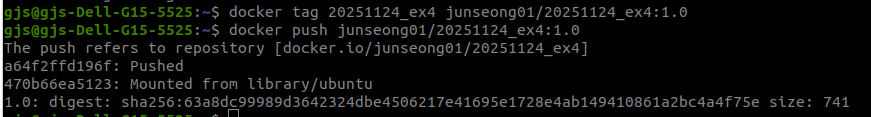 gjs@gjs-Dell-G15-5525:~$ docker tag 20251124_ex4 junseong01/20251124_ex4:1.0
gjs@gjs-Dell-G15-5525:~$ docker push junseong01/20251124_ex4:1.0
The push refers to repository [docker.io/junseong01/20251124_ex4]
a64f2ffd196f: Pushed
470b66ea5123: Mounted from library/ubuntu
1.0: digest: sha256:63a8dc99989d3642324dbe4506217e41695e1728e4ab149410861a2bc4a4f75e size: 741
gjs@gjs-Dell-G15-5525:~$